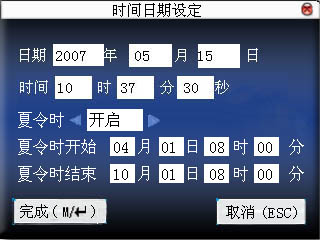 时间日期设定
日期 2007 年 05 月 15 日
时间 10 时 37 分 30 秒
夏令时 开启
夏令时开始 04 月 01 日 08 时 00 分
夏令时结束 10 月 01 日 08 时 00 分
完成( M/↵ ) 取消 (ESC)